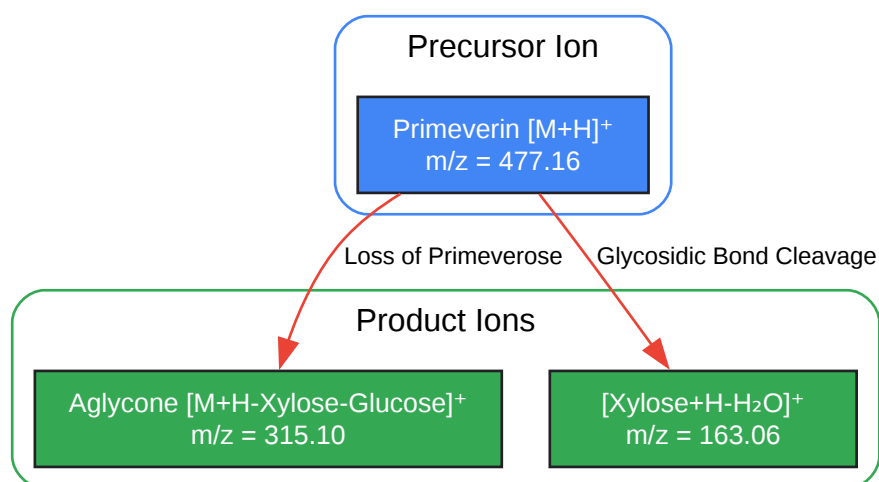 Precursor Ion
Primeverin [M+H]⁺
m/z = 477.16
Loss of Primeverose
Glycosidic Bond Cleavage
Product Ions
Aglycone [M+H-Xylose-Glucose]⁺
m/z = 315.10
[Xylose+H-H₂O]⁺
m/z = 163.06